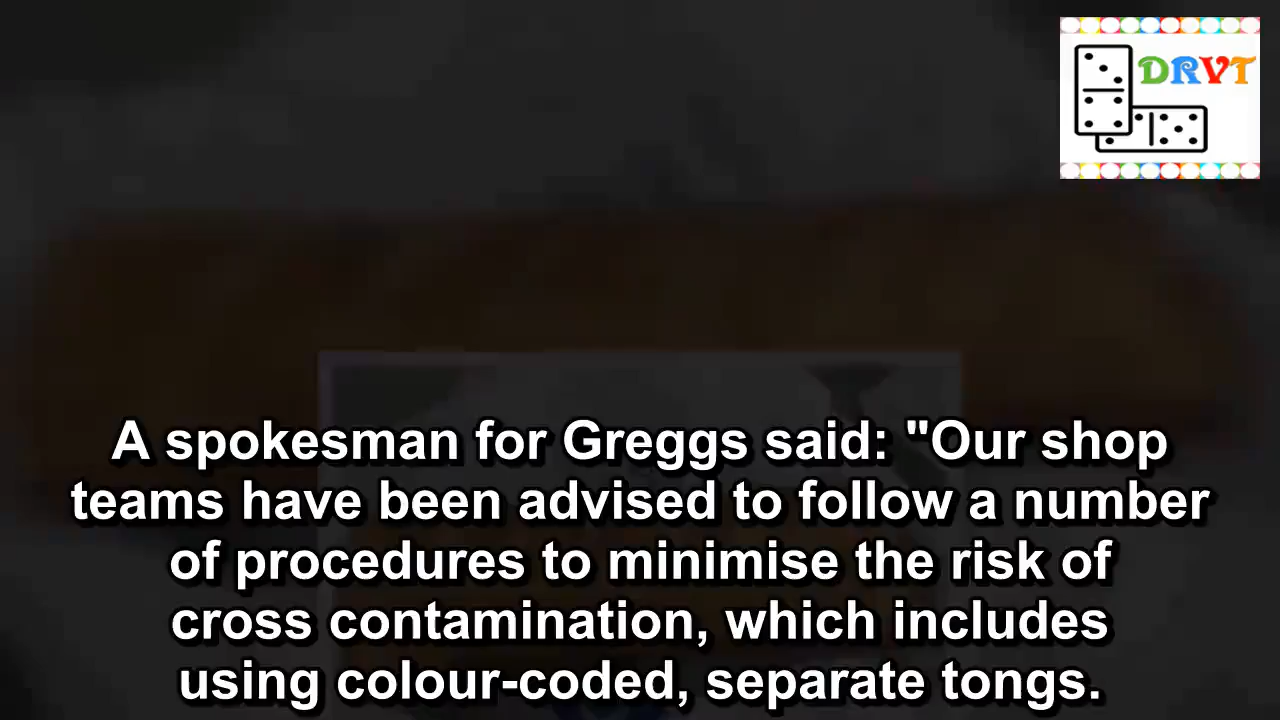 DRVT
A spokesman for Greggs said: "Our shop
teams have been advised to follow a number
of procedures to minimise the risk of
cross contamination, which includes
using colour-coded, separate tongs.